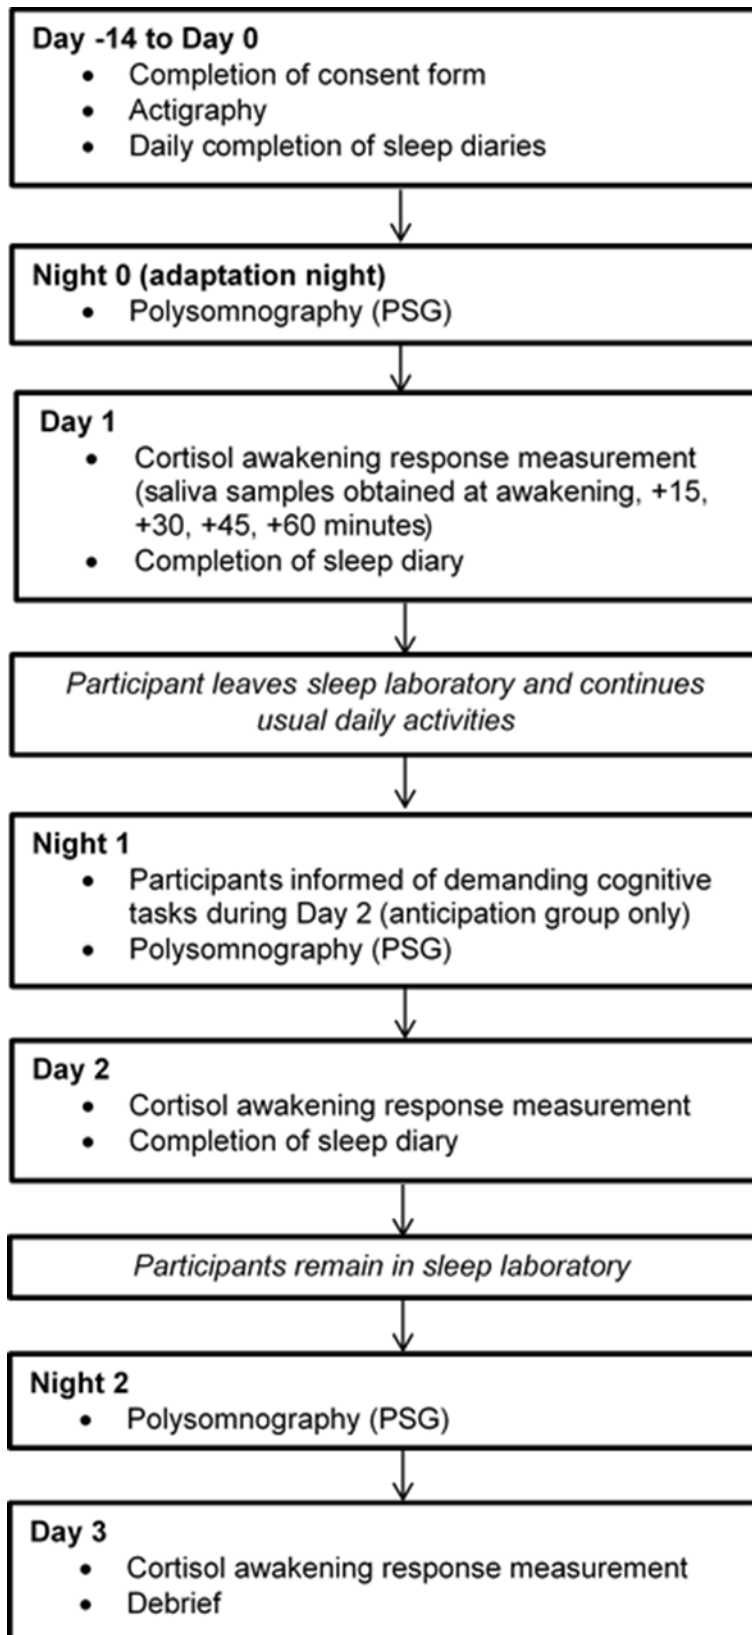 Day -14 to Day 0
• Completion of consent form
• Actigraphy
• Daily completion of sleep diaries
Night 0 (adaptation night)
• Polysomnography (PSG)
Day 1
• Cortisol awakening response measurement
(saliva samples obtained at awakening, +15,
+30, +45, +60 minutes)
• Completion of sleep diary
Participant leaves sleep laboratory and continues
usual daily activities
Night 1
• Participants informed of demanding cognitive
tasks during Day 2 (anticipation group only)
• Polysomnography (PSG)
Day 2
• Cortisol awakening response measurement
• Completion of sleep diary
Participants remain in sleep laboratory
Night 2
• Polysomnography (PSG)
Day 3
• Cortisol awakening response measurement
• Debrief